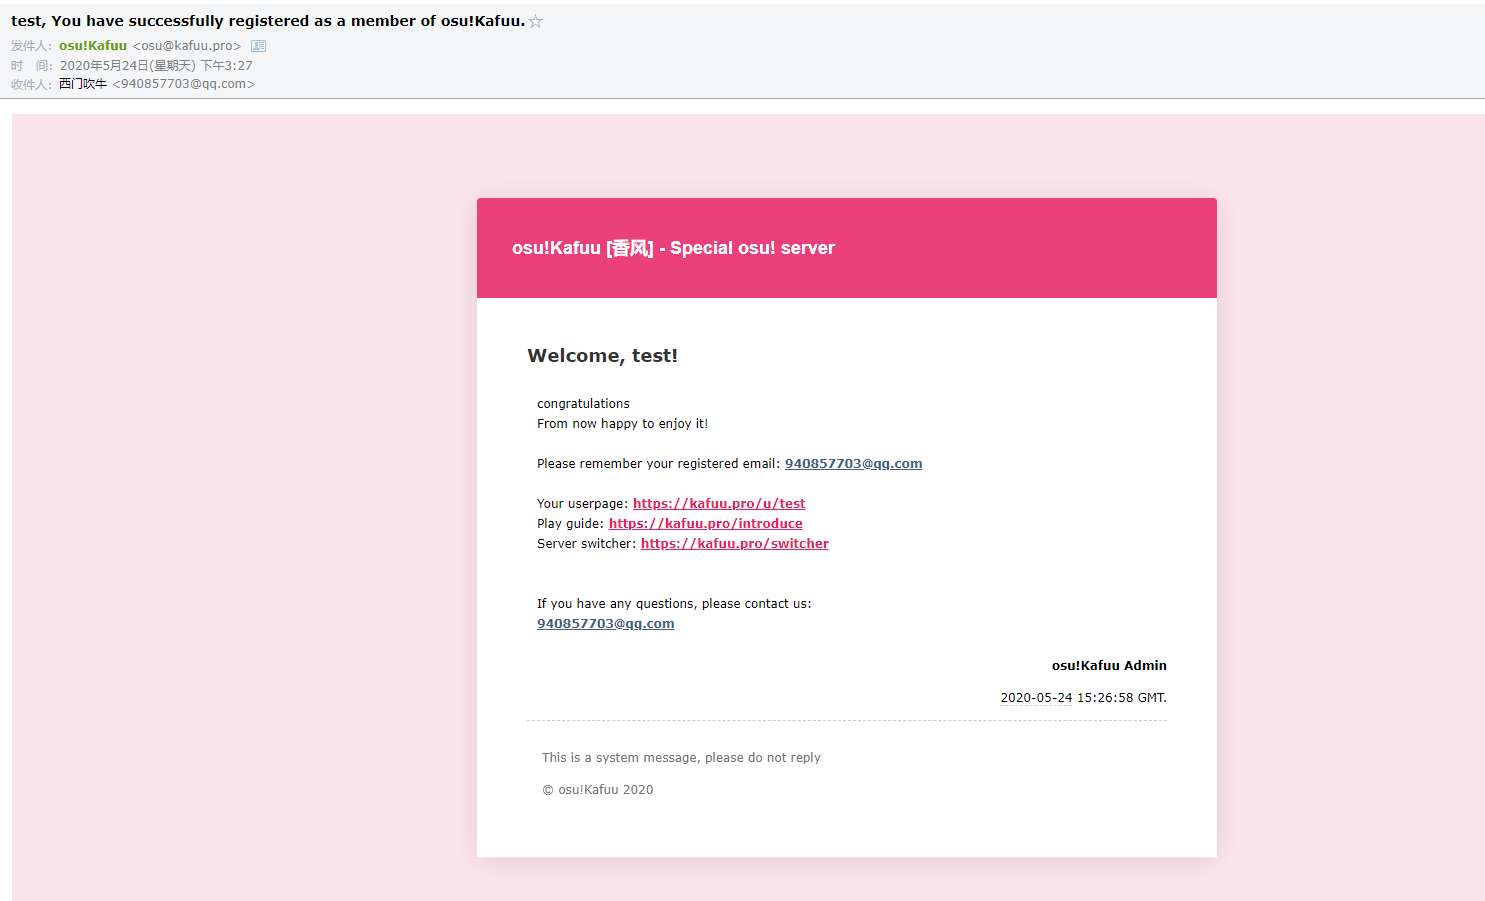 test, You have successfully registered as a member of osu!Kafuu.
发件人: osu!Kafuu <osu@kafuu.pro>
时 间: 2020年5月24日(星期天) 下午3:27
收件人: 西门吹牛 <940857703@qq.com>
osu!Kafuu [香风] - Special osu! server
Welcome, test!
congratulations
From now happy to enjoy it!
Please remember your registered email: 940857703@qq.com
Your userpage: https://kafuu.pro/u/test
Play guide: https://kafuu.pro/introduce
Server switcher: https://kafuu.pro/switcher
If you have any questions, please contact us:
940857703@qq.com
osu!Kafuu Admin
2020-05-24 15:26:58 GMT.
This is a system message, please do not reply
© osu!Kafuu 2020